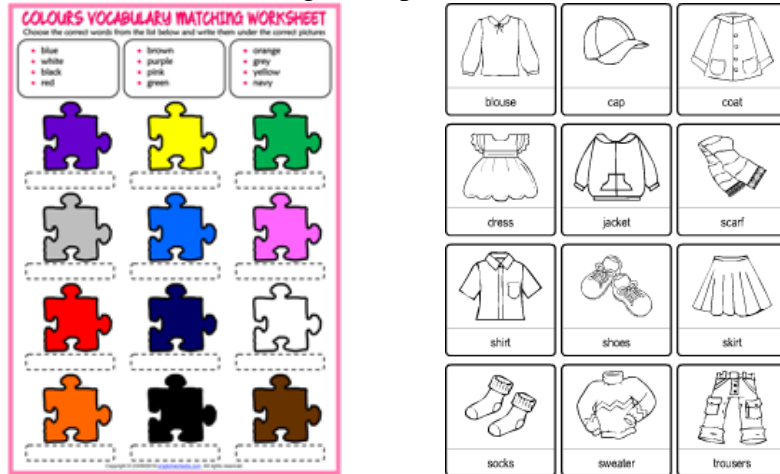 COLOURS VOCABULARY MATCHING WORKSHEET
Choose the correct words from the list below and write them under the correct pictures
• blue
• white
• black
• red
• brown
• purple
• pink
• green
• orange
• grey
• yellow
• navy
blouse
cap
coat
dress
jacket
scarf
shirt
shoes
skirt
socks
sweater
trousers